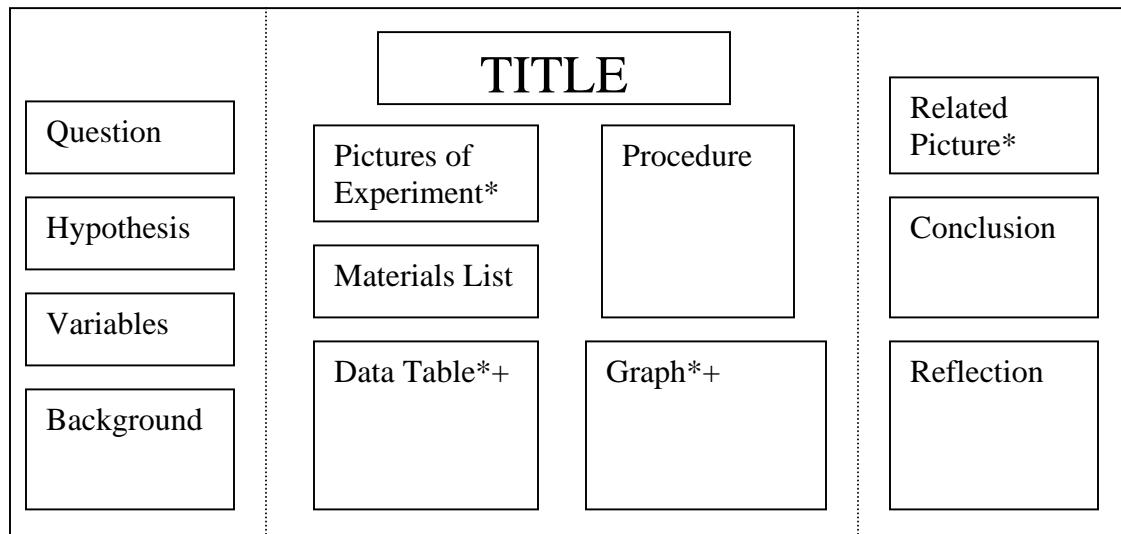 TITLE
Question
Hypothesis
Variables
Background
Pictures of
Experiment*
Materials List
Procedure
Data Table*+
Graph*+
Related
Picture*
Conclusion
Reflection